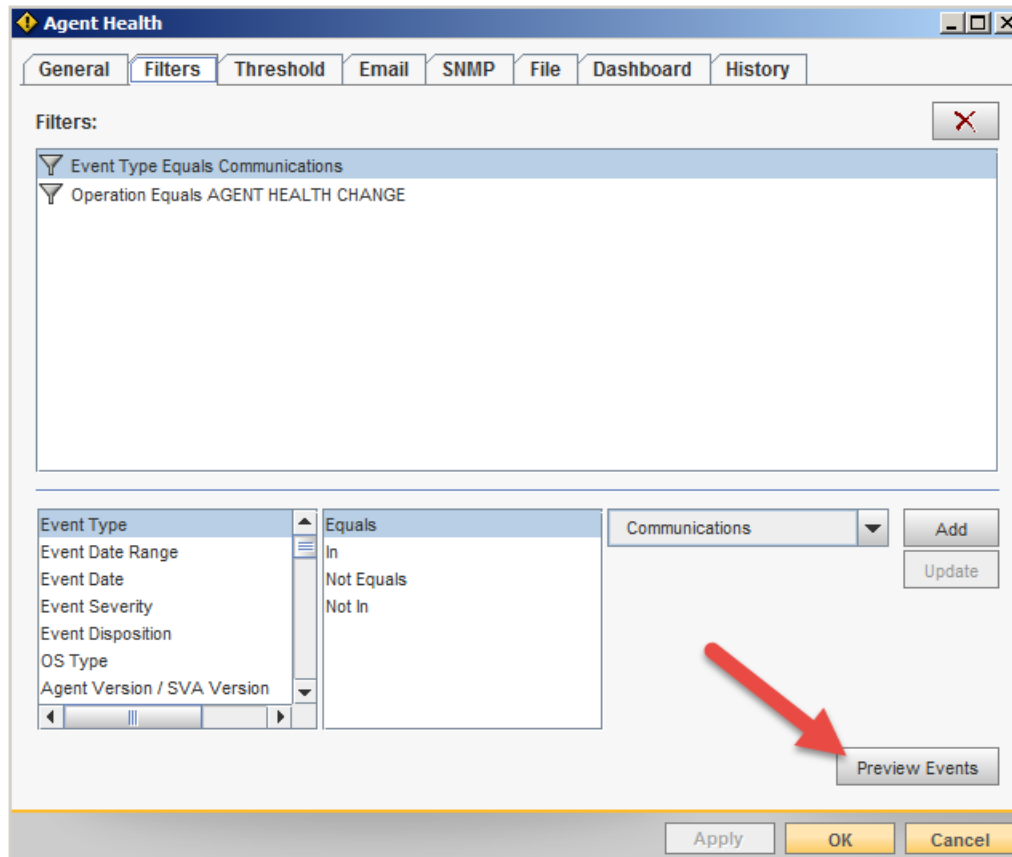 Agent Health
General Filters Threshold Email SNMP File Dashboard History
Filters:
Event Type Equals Communications
Operation Equals AGENT HEALTH CHANGE
Event Type
Event Date Range
Event Date
Event Severity
Event Disposition
OS Type
Agent Version / SVA Version
Equals
In
Not Equals
Not In
Communications
Add
Update
Preview Events
Apply OK Cancel